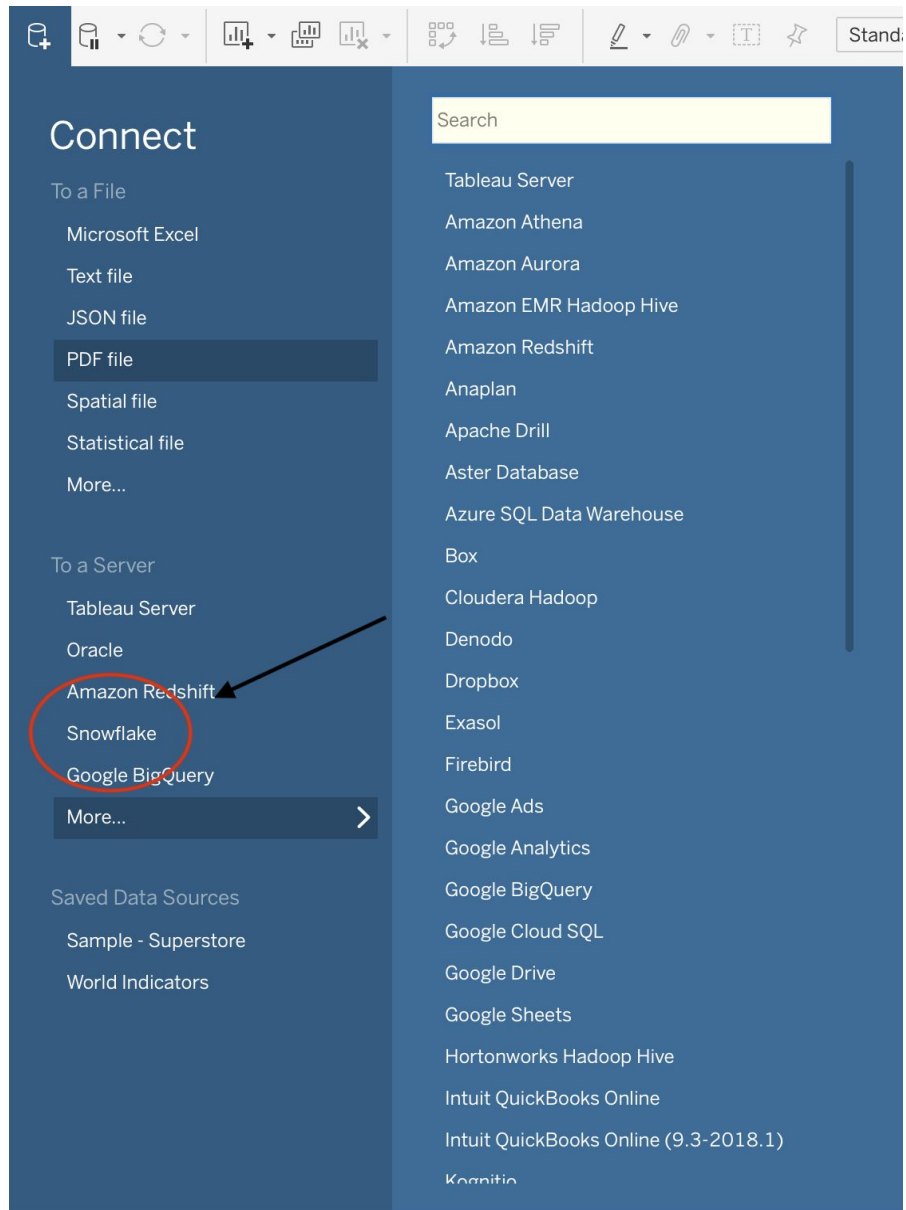 Standa
Connect
To a File
Microsoft Excel
Text file
JSON file
PDF file
Spatial file
Statistical file
More...
To a Server
Tableau Server
Oracle
Amazon Redshift
Snowflake
Google BigQuery
More...
Saved Data Sources
Sample - Superstore
World Indicators
Search
Tableau Server
Amazon Athena
Amazon Aurora
Amazon EMR Hadoop Hive
Amazon Redshift
Anaplan
Apache Drill
Aster Database
Azure SQL Data Warehouse
Box
Cloudera Hadoop
Denodo
Dropbox
Exasol
Firebird
Google Ads
Google Analytics
Google BigQuery
Google Cloud SQL
Google Drive
Google Sheets
Hortonworks Hadoop Hive
Intuit QuickBooks Online
Intuit QuickBooks Online (9.3-2018.1)
Kognitio